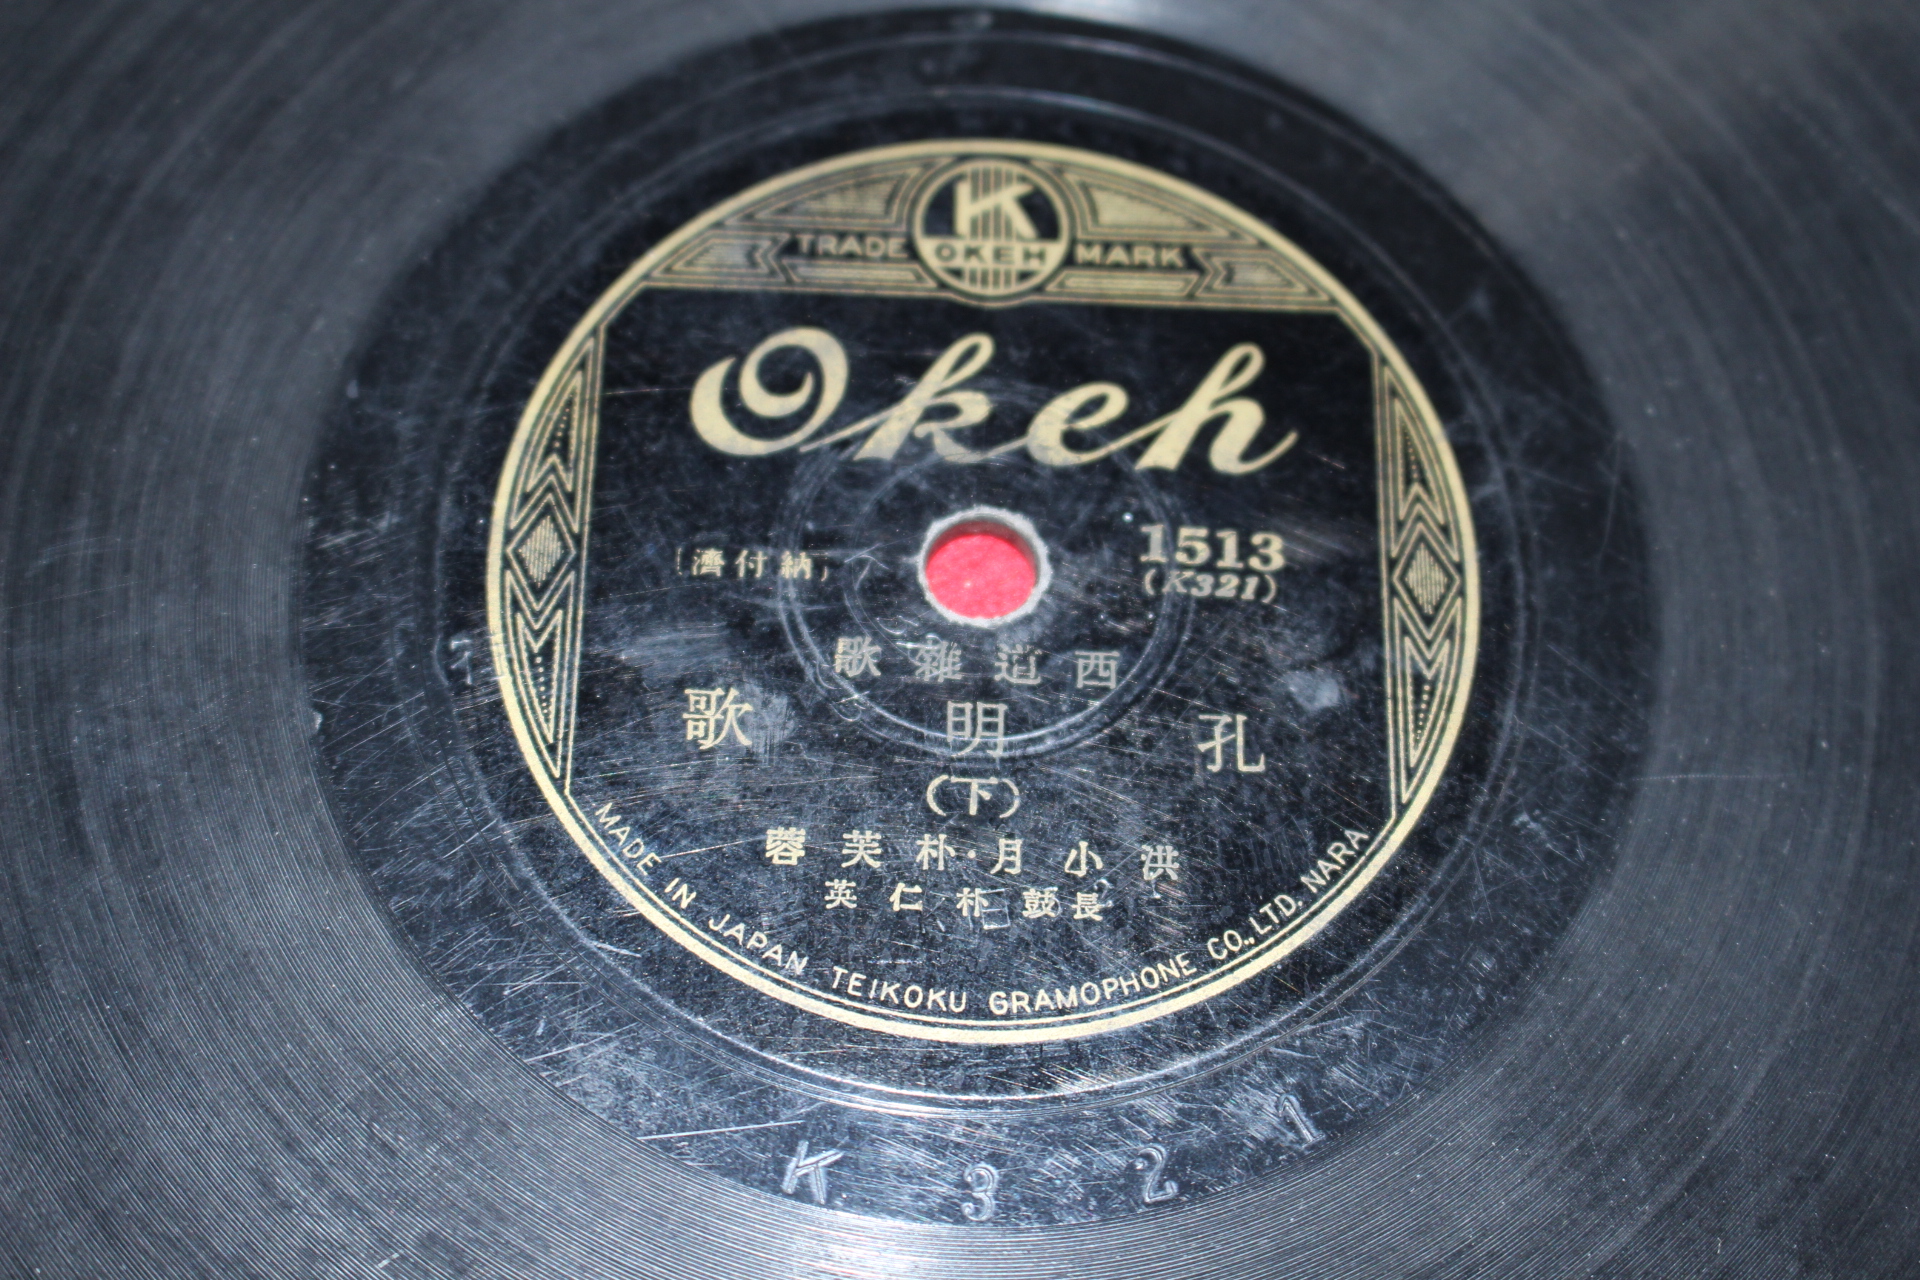 K
TRADE OKEH MARK
Okeh
1513
(K321)
(納付濟)
西道雜歌
孔明歌
(下)
洪小月·朴芙蓉
長鼓 朴仁英
MADE IN JAPAN TEIKOKU GRAMOPHONE CO., LTD. NARA
K321